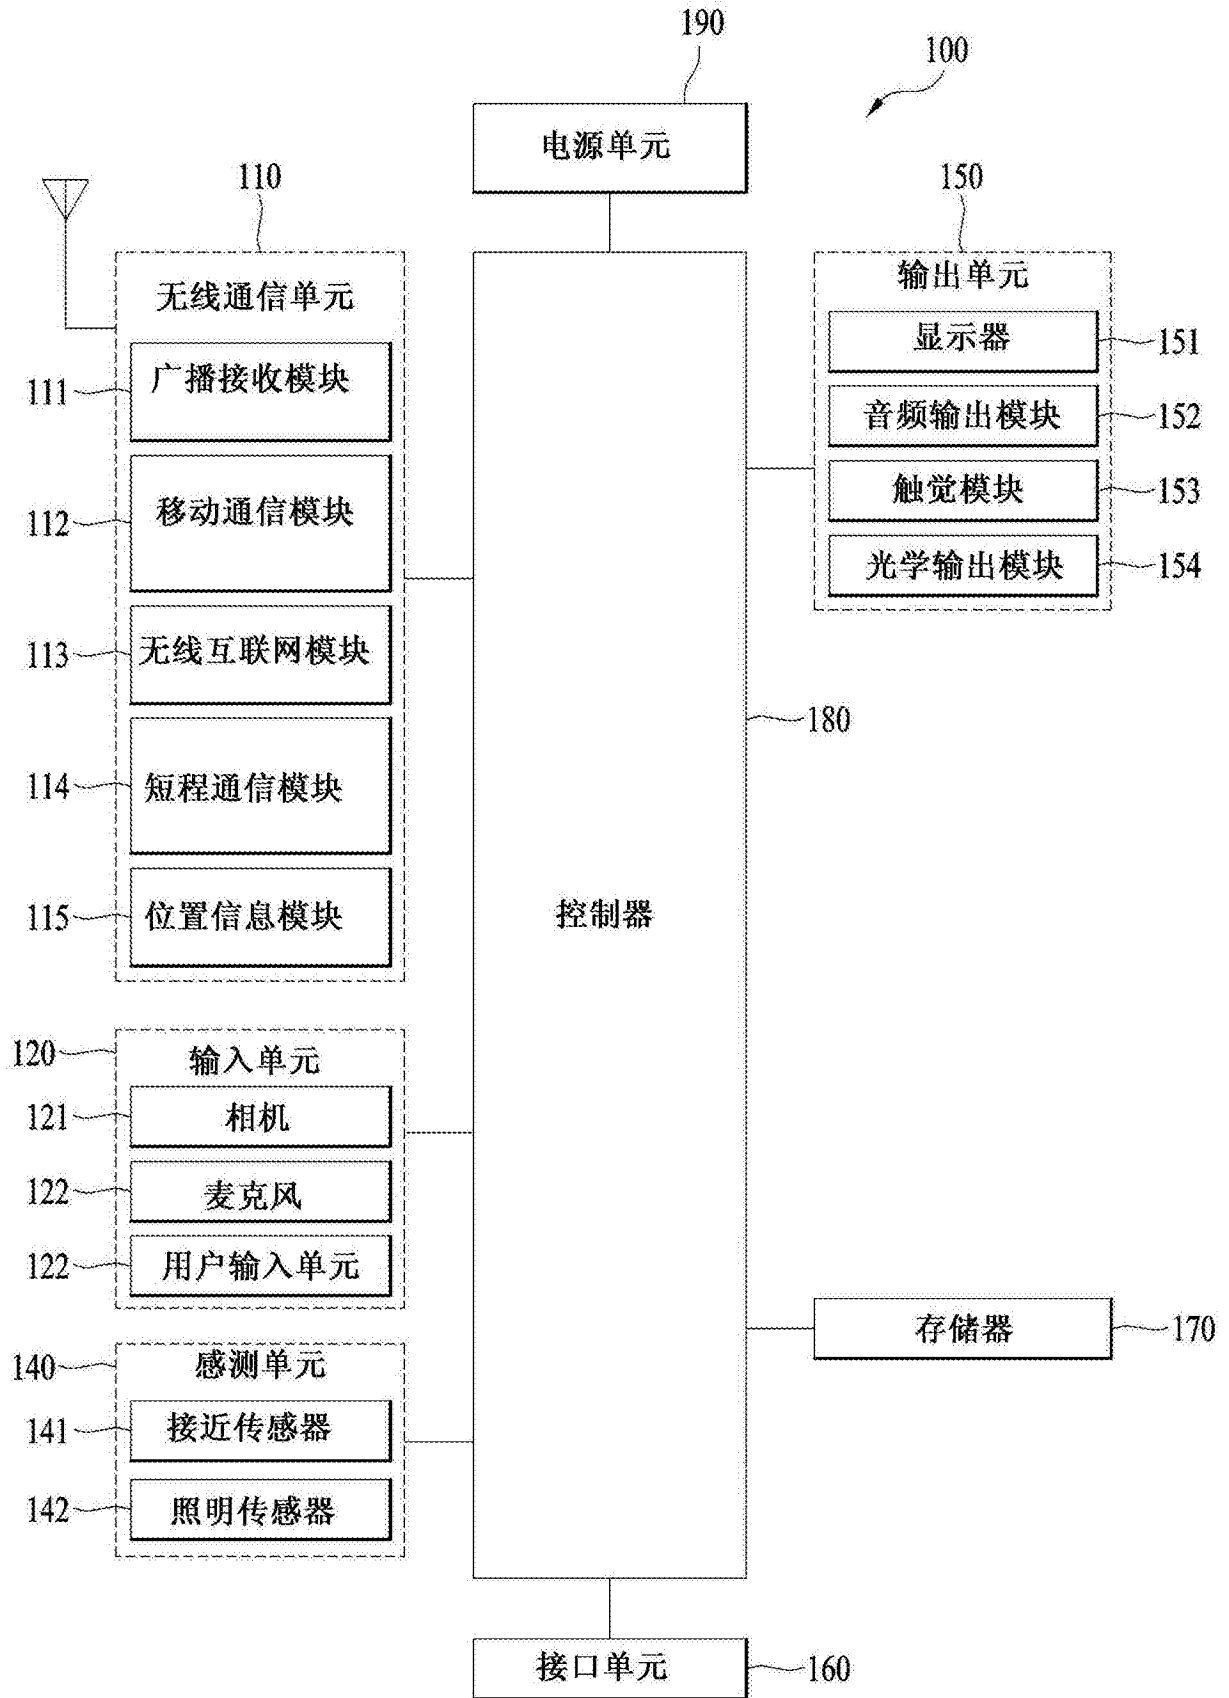 190
100
电源单元
110
150
无线通信单元
输出单元
111
广播接收模块
显示器
151
音频输出模块
152
112
移动通信模块
触觉模块
153
光学输出模块
154
113
无线互联网模块
180
114
短程通信模块
115
位置信息模块
控制器
120
输入单元
121
相机
122
麦克风
122
用户输入单元
存储器
170
140
感测单元
141
接近传感器
142
照明传感器
接口单元
160